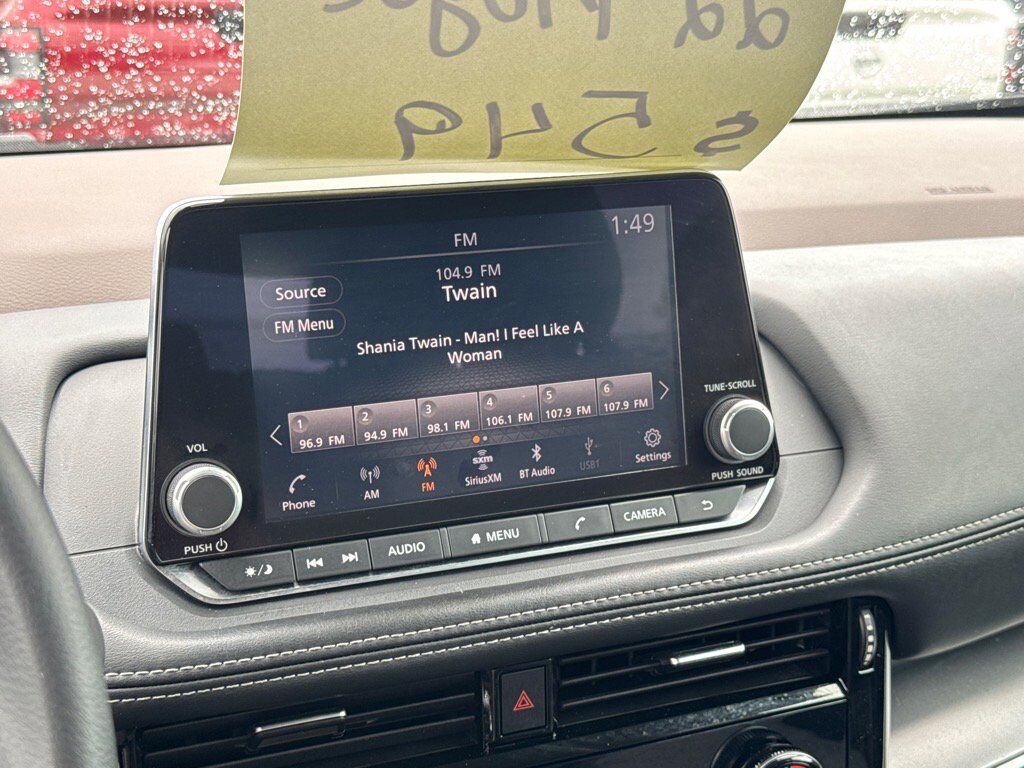 $549
FM
1:49
104.9 FM
Twain
Source
FM Menu
Shania Twain - Man! I Feel Like A
Woman
1 2 3 4 5 6
96.9 FM 94.9 FM 98.1 FM 106.1 FM 107.9 FM 107.9 FM
Phone AM FM SiriusXM BT Audio USB1 Settings
sxm
VOL
PUSH
TUNE·SCROLL
PUSH SOUND
AUDIO MENU CAMERA